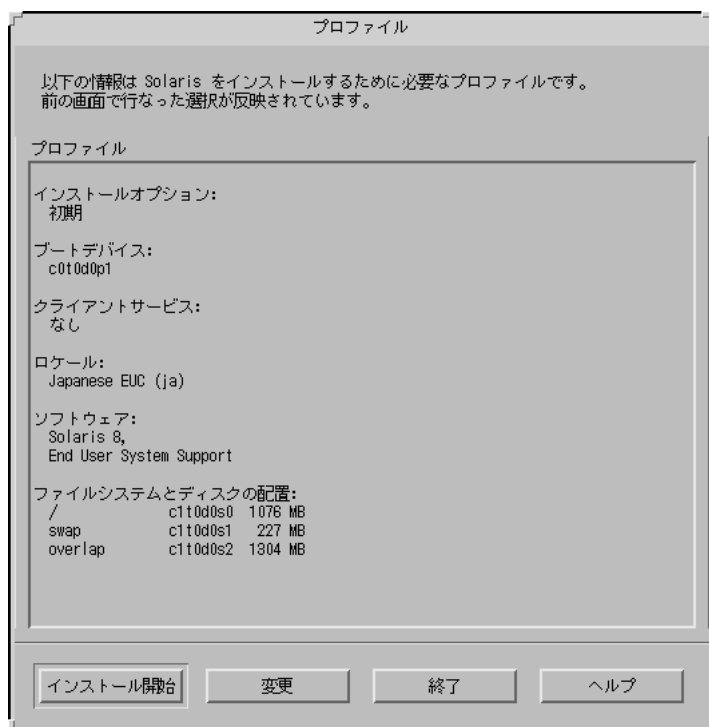 プロファイル
以下の情報は Solaris をインストールするために必要なプロファイルです。
前の画面で行なった選択が反映されています。
プロファイル
インストールオプション:
初期
ブートデバイス:
c0t0d0p1
クライアントサービス:
なし
ロケール:
Japanese EUC (ja)
ソフトウェア:
Solaris 8,
End User System Support
ファイルシステムとディスクの配置:
/ c1t0d0s0 1076 MB
swap c1t0d0s1 227 MB
overlap c1t0d0s2 1304 MB
インストール開始 変更 終了 ヘルプ